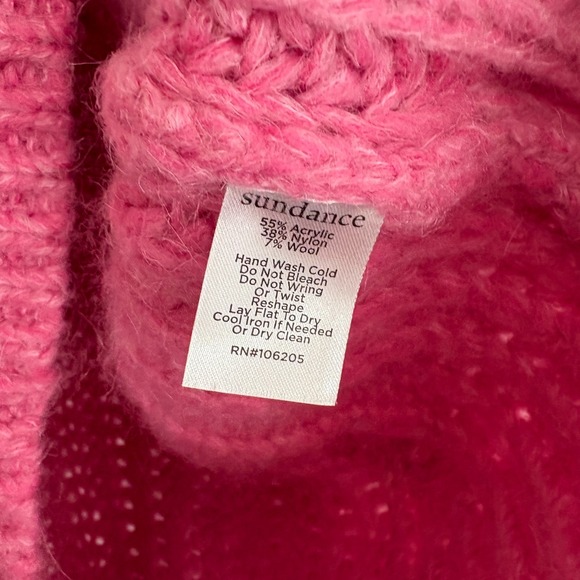 sundance
55% Acrylic
38% Nylon
7% Wool
Hand Wash Cold
Do Not Bleach
Do Not Wring
Or Twist
Reshape
Lay Flat To Dry
Cool Iron if Needed
Or Dry Clean
RN#106205